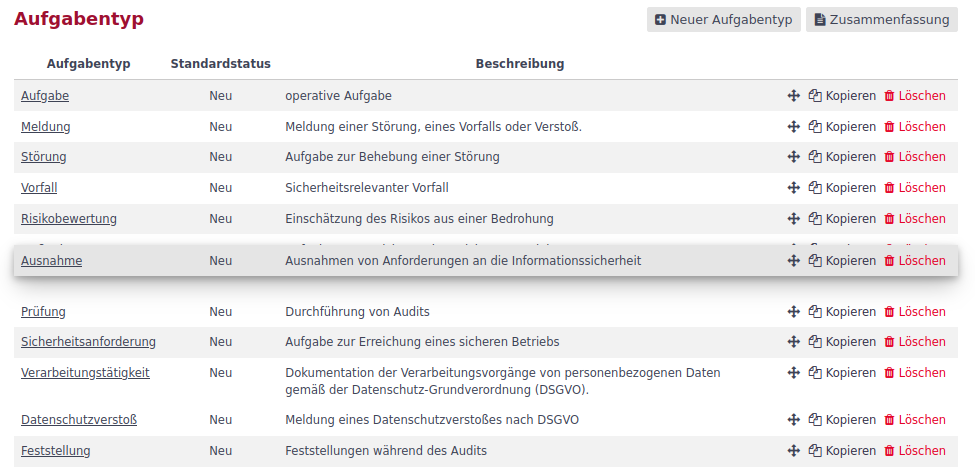 Aufgabentyp
Neuer Aufgabentyp Zusammenfassung
Aufgabentyp Standardstatus Beschreibung
Aufgabe Neu operative Aufgabe Kopieren Löschen
Meldung Neu Meldung einer Störung, eines Vorfalls oder Verstoß. Kopieren Löschen
Störung Neu Aufgabe zur Behebung einer Störung Kopieren Löschen
Vorfall Neu Sicherheitsrelevanter Vorfall Kopieren Löschen
Risikobewertung Neu Einschätzung des Risikos aus einer Bedrohung Kopieren Löschen
Ausnahme Neu Ausnahmen von Anforderungen an die Informationssicherheit Kopieren Löschen
Prüfung Neu Durchführung von Audits Kopieren Löschen
Sicherheitsanforderung Neu Aufgabe zur Erreichung eines sicheren Betriebs Kopieren Löschen
Verarbeitungstätigkeit Neu Dokumentation der Verarbeitungsvorgänge von personenbezogenen Daten Kopieren Löschen
gemäß der Datenschutz-Grundverordnung (DSGVO).
Datenschutzverstoß Neu Meldung eines Datenschutzverstoßes nach DSGVO Kopieren Löschen
Feststellung Neu Feststellungen während des Audits Kopieren Löschen